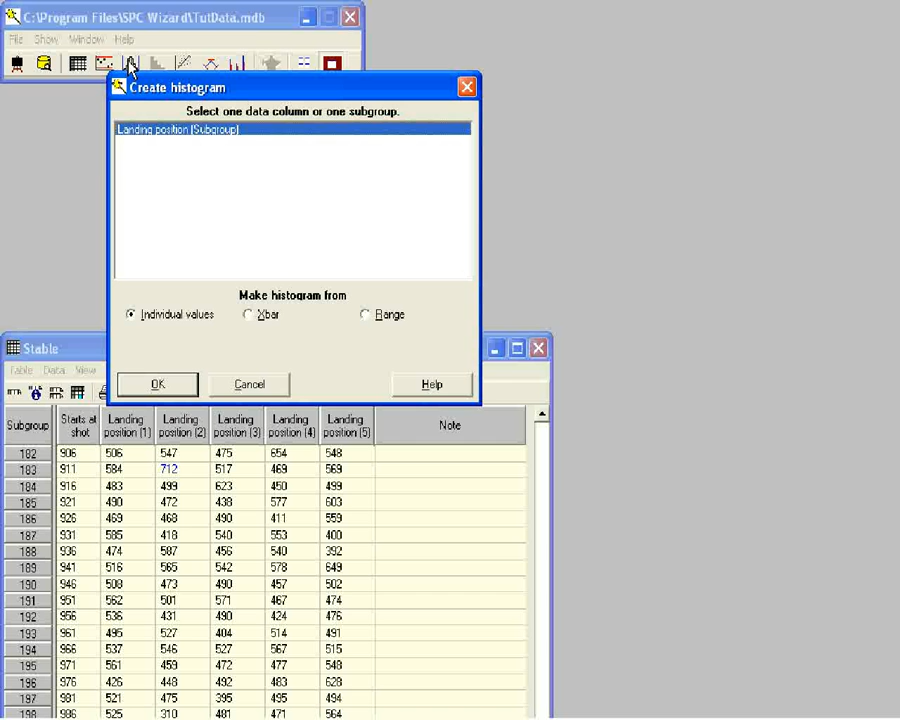 C:\Program Files\SPC Wizard\TutData.mdb
File Show Window Help
Create histogram
Select one data column or one subgroup.
Landing position (Subgroup)
Make histogram from
Individual values Xbar Range
OK Cancel Help
Stable
Table Data View
Subgroup Starts at shot Landing position (1) Landing position (2) Landing position (3) Landing position (4) Landing position (5) Note
182 906 506 547 475 654 548
183 911 584 712 517 469 569
184 916 483 499 623 450 499
185 921 490 472 438 577 603
186 926 469 468 490 411 559
187 931 585 418 540 553 400
188 936 474 587 456 540 392
189 941 516 565 542 578 649
190 946 508 473 490 457 502
191 951 562 501 571 467 474
192 956 536 431 490 424 476
193 961 495 527 404 514 491
194 966 537 546 527 567 515
195 971 561 459 472 477 548
196 976 426 448 492 483 628
197 981 521 475 395 495 494
198 986 525 310 481 471 564